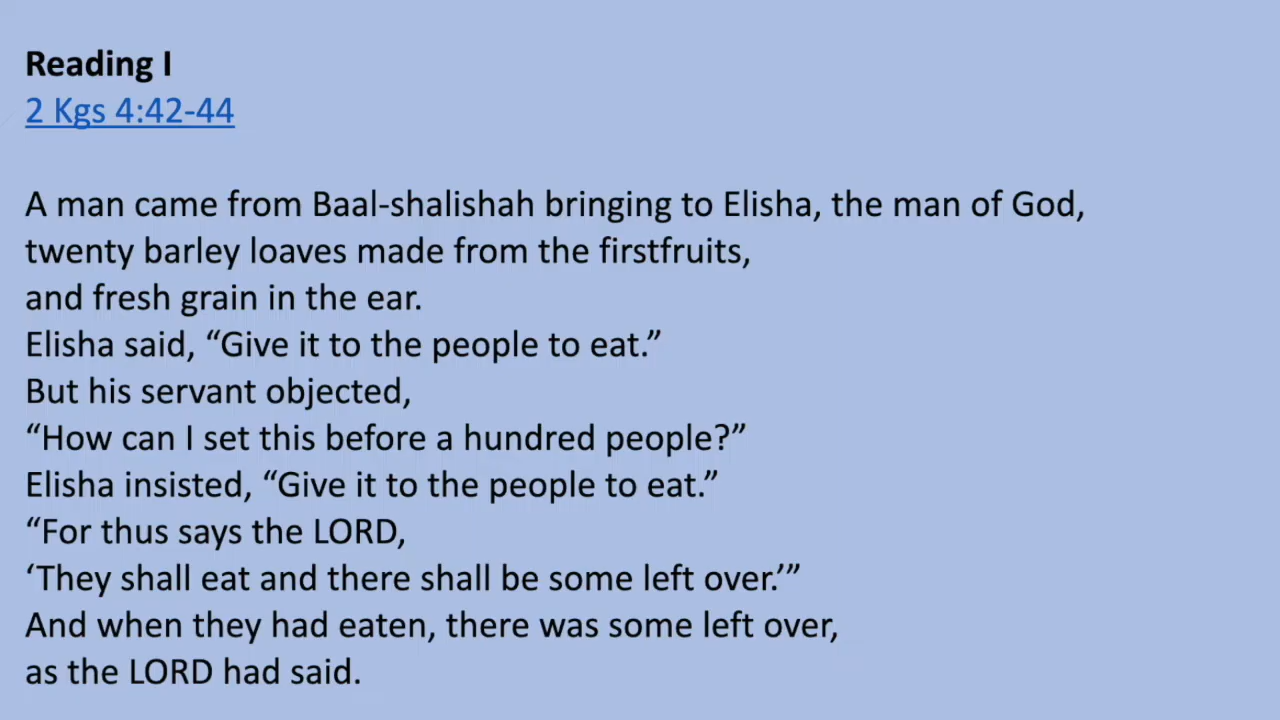 Reading I
2 Kgs 4:42-44
A man came from Baal-shalishah bringing to Elisha, the man of God,
twenty barley loaves made from the firstfruits,
and fresh grain in the ear.
Elisha said, “Give it to the people to eat.”
But his servant objected,
“How can I set this before a hundred people?”
Elisha insisted, “Give it to the people to eat.”
“For thus says the LORD,
‘They shall eat and there shall be some left over.’”
And when they had eaten, there was some left over,
as the LORD had said.